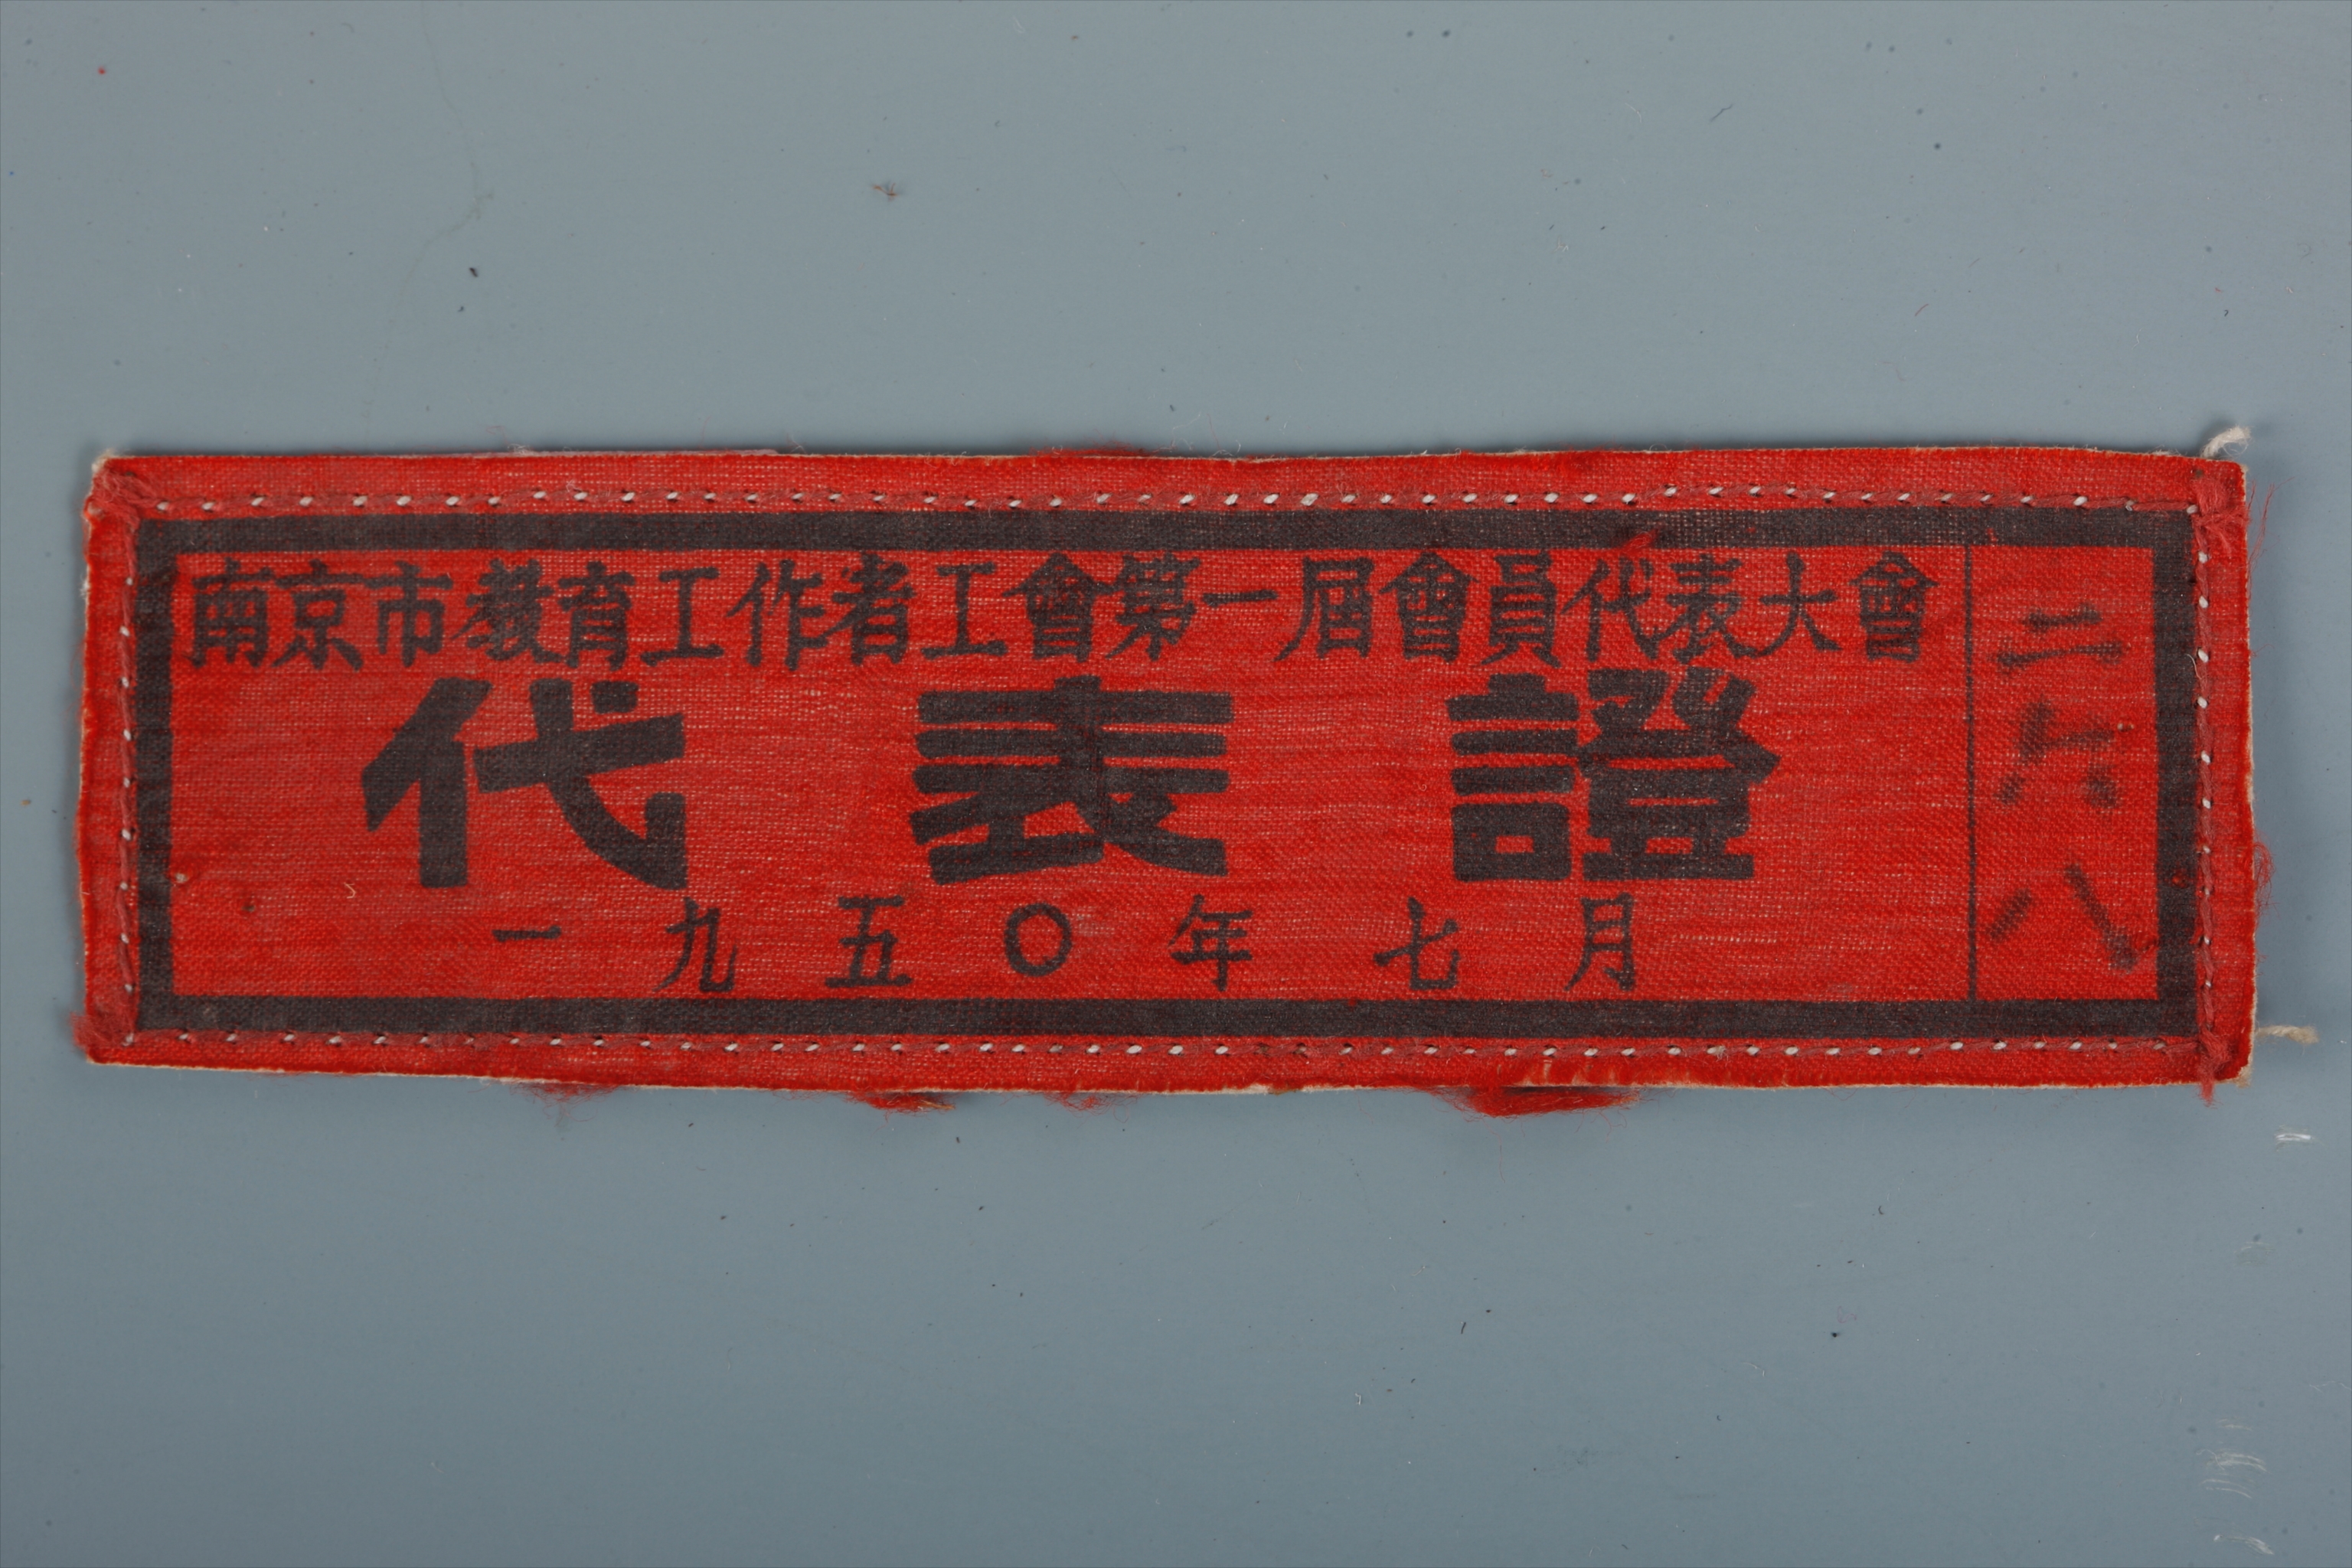 南京市教育工作者工會第一屆會員代表大會
代表證
一九五〇年七月
二六八